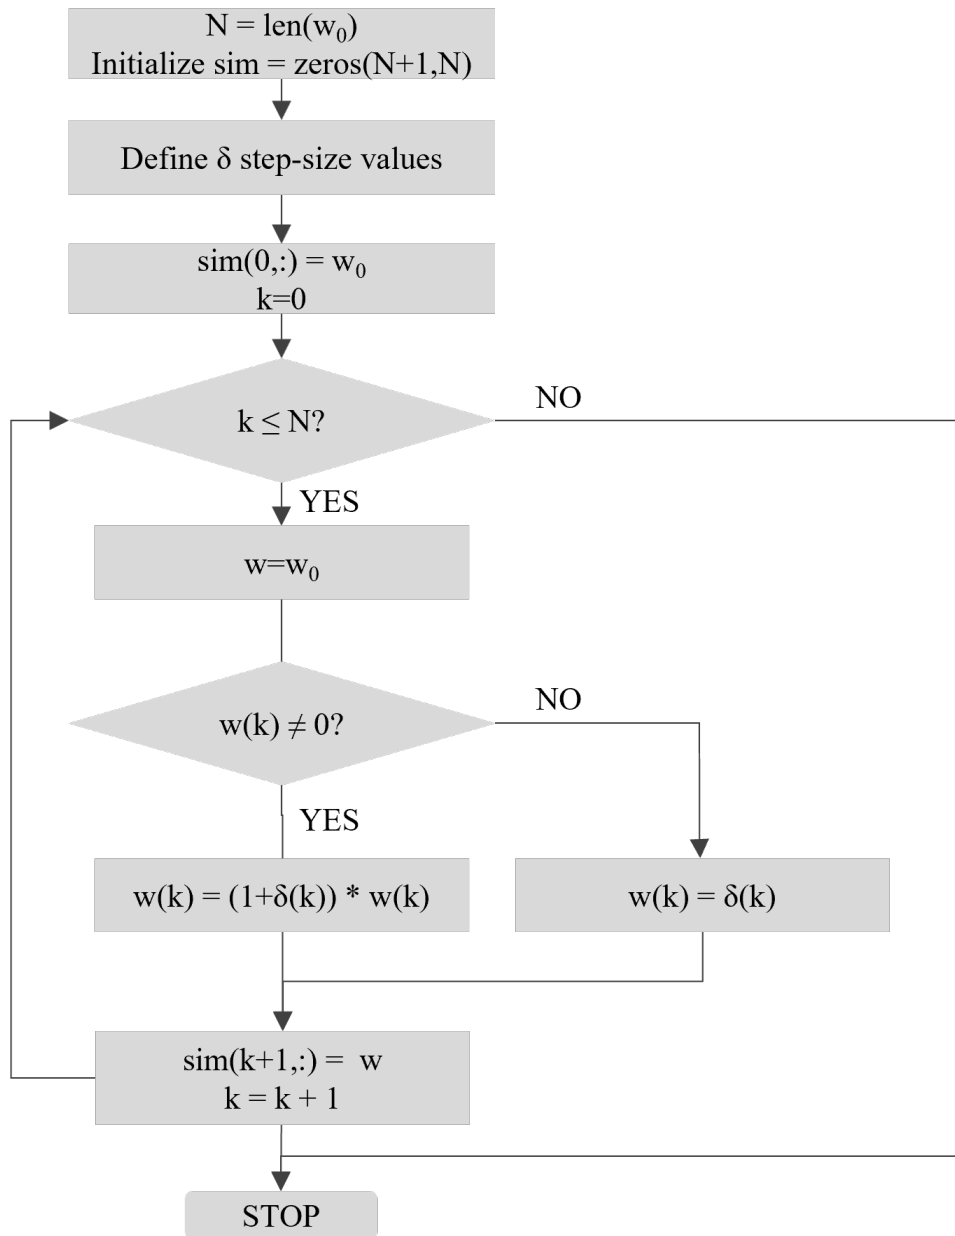 N = len(w₀)
Initialize sim = zeros(N+1,N)
Define δ step-size values
sim(0,:) = w₀
k=0
k ≤ N?
NO
YES
w=w₀
w(k) ≠ 0?
NO
YES
w(k) = (1+δ(k)) * w(k)
w(k) = δ(k)
sim(k+1,:) = w
k = k + 1
STOP